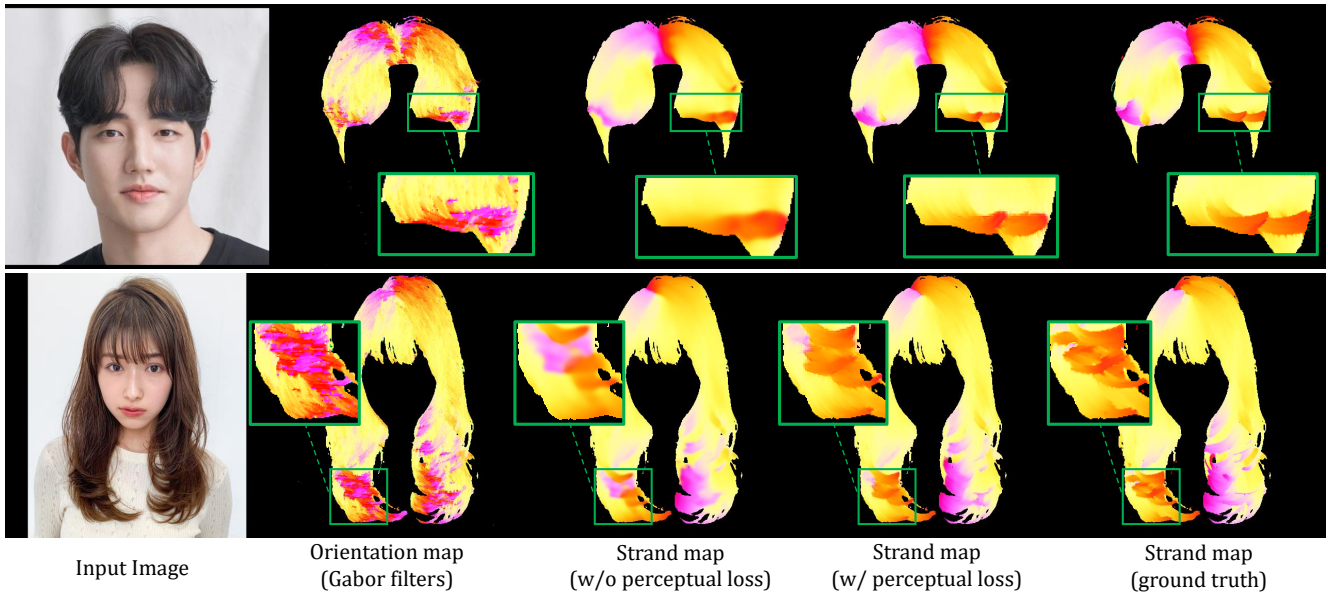 Input Image
Orientation map
(Gabor filters)
Strand map
(w/o perceptual loss)
Strand map
(w/ perceptual loss)
Strand map
(ground truth)